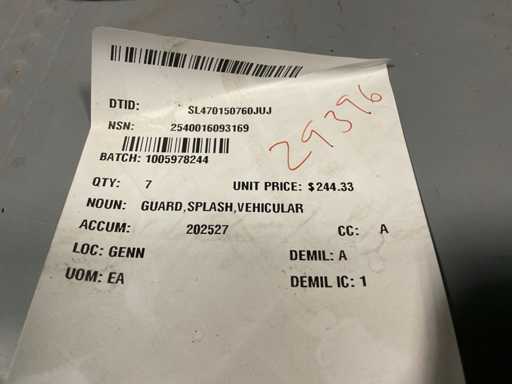 DTID: SL470150760JUJ
NSN: 2540016093169
29396
BATCH: 1005978244
QTY: 7 UNIT PRICE: $244.33
NOUN: GUARD,SPLASH,VEHICULAR
ACCUM: 202527 CC: A
LOC: GENN DEMIL: A
UOM: EA DEMIL IC: 1